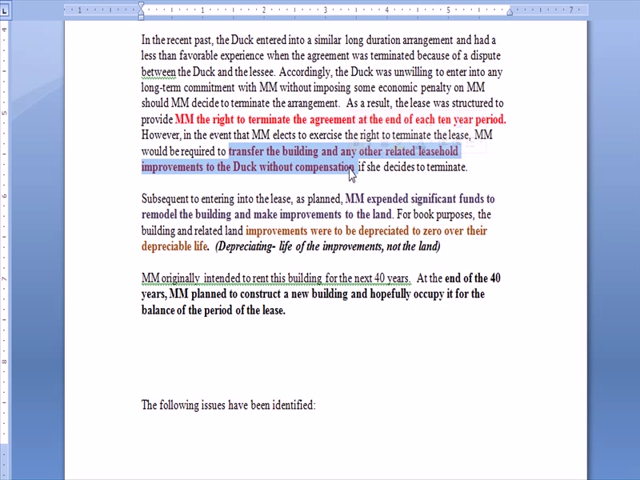 In the recent past, the Duck entered into a similar long duration arrangement and had a
less than favorable experience when the agreement was terminated because of a dispute
between the Duck and the lessee. Accordingly, the Duck was unwilling to enter into any
long-term commitment with MM without imposing some economic penalty on MM
should MM decide to terminate the arrangement. As a result, the lease was structured to
provide MM the right to terminate the agreement at the end of each ten year period.
However, in the event that MM elects to exercise the right to terminate the lease, MM
would be required to transfer the building and any other related leasehold
improvements to the Duck without compensation if she decides to terminate.
Subsequent to entering into the lease, as planned, MM expended significant funds to
remodel the building and make improvements to the land. For book purposes, the
building and related land improvements were to be depreciated to zero over their
depreciable life. (Depreciating- life of the improvements, not the land)
MM originally intended to rent this building for the next 40 years. At the end of the 40
years, MM planned to construct a new building and hopefully occupy it for the
balance of the period of the lease.
The following issues have been identified: